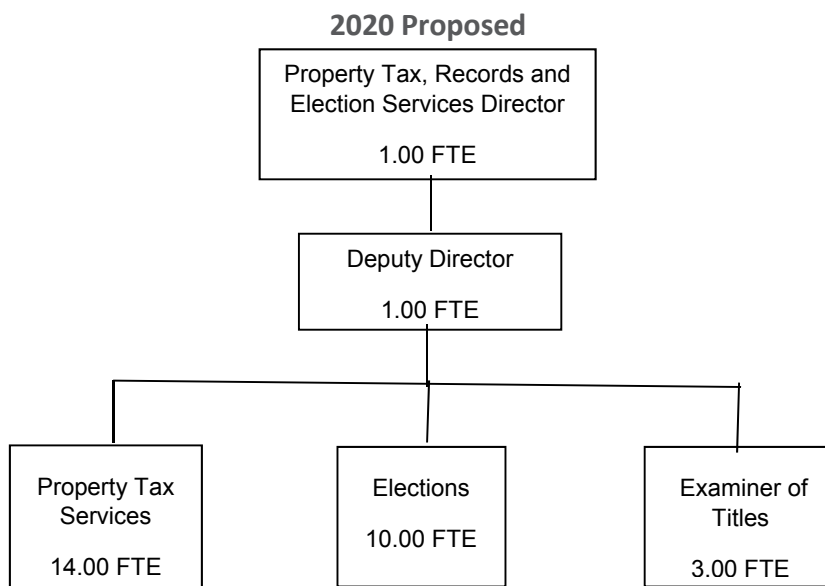 2020 Proposed
Property Tax, Records and
Election Services Director
1.00 FTE
Deputy Director
1.00 FTE
Property Tax
Services
14.00 FTE
Elections
10.00 FTE
Examiner of
Titles
3.00 FTE